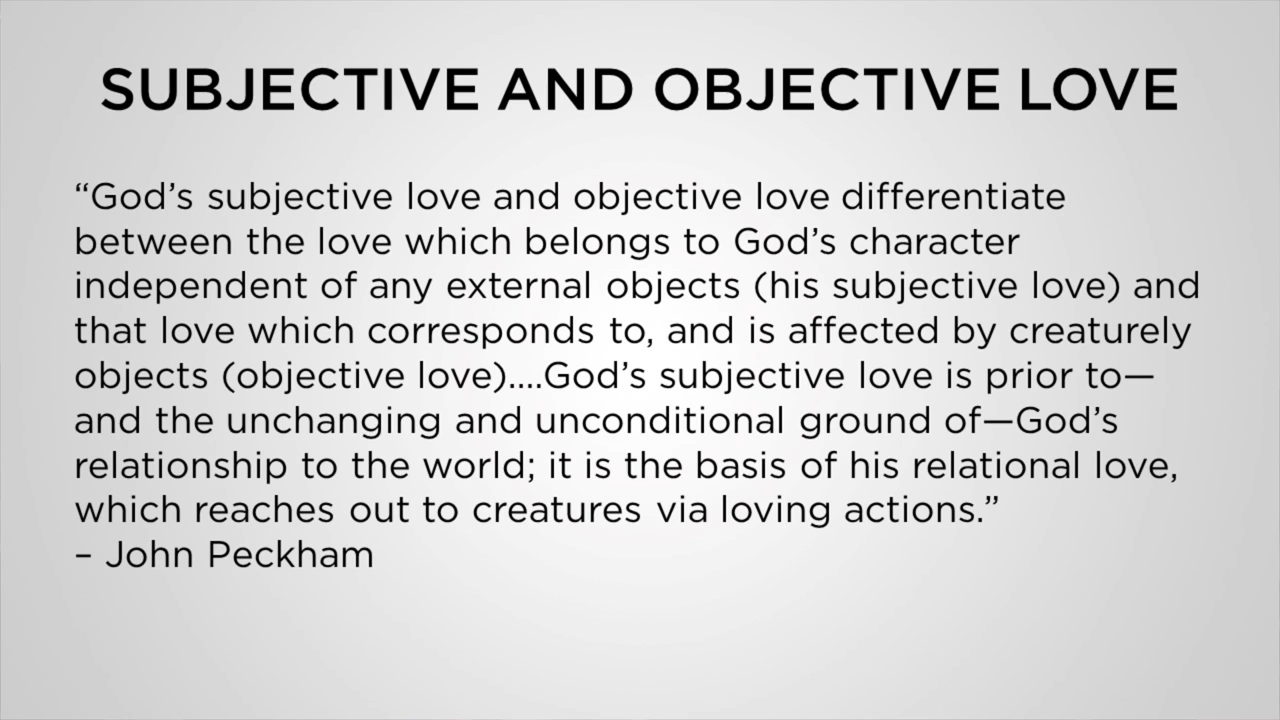 SUBJECTIVE AND OBJECTIVE LOVE
“God’s subjective love and objective love differentiate
between the love which belongs to God’s character
independent of any external objects (his subjective love) and
that love which corresponds to, and is affected by creaturely
objects (objective love)....God’s subjective love is prior to—
and the unchanging and unconditional ground of—God’s
relationship to the world; it is the basis of his relational love,
which reaches out to creatures via loving actions.”
– John Peckham